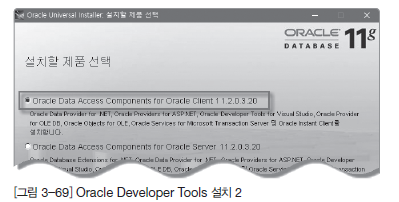 Oracle Universal Installer: 설치할 제품 선택
ORACLE
DATABASE 11g
설치할 제품 선택
Oracle Data Access Components for Oracle Client 11.2.0.3.20
Oracle Data Provider for .NET, Oracle Providers for ASP.NET, Oracle Developer Tools for Visual Studio, Oracle Provider
for OLE DB, Oracle Objects for OLE, Oracle Services for Microsoft Transaction Server 및 Oracle Instant Client를
설치합니다.
Oracle Data Access Components for Oracle Server 11.2.0.3.20
Oracle Database Extensions for .NET, Oracle Data Provider for .NET, Oracle Providers for ASP.NET, Oracle Developer
Visual Studio, Oracle
[그림 3-69] Oracle Developer Tools 설치 2